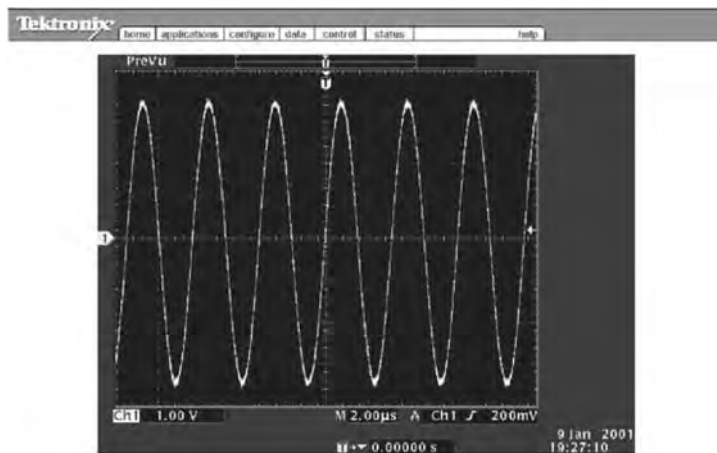 Tektronix
home applications configure data control status help
PreVu
T
T
1
Ch1 1.00 V M 2.00µs A Ch1 200mV
T 0.00000 s
9 Jan 2001
19:27:10